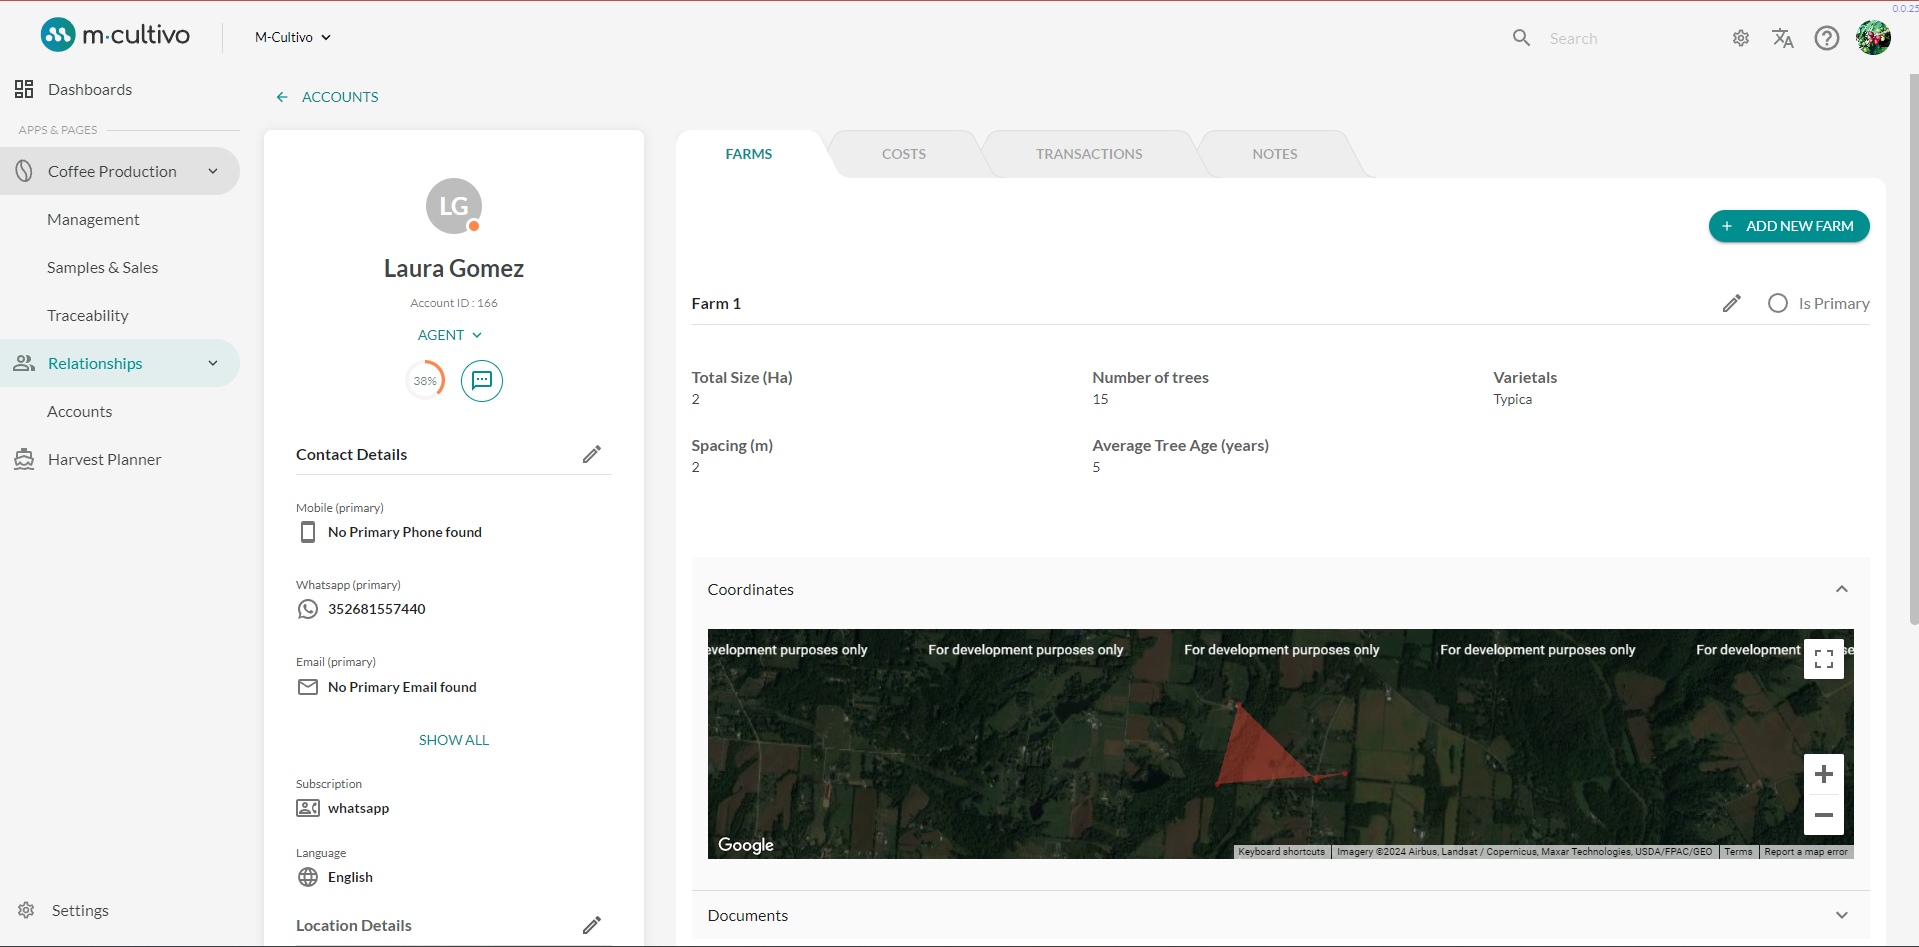 0.0.25
m·cultivo
M-Cultivo
Search
Dashboards
APPS & PAGES
Coffee Production
Management
Samples & Sales
Traceability
Relationships
Accounts
Harvest Planner
Settings
ACCOUNTS
LG
Laura Gomez
Account ID : 166
AGENT
38%
Contact Details
Mobile (primary)
No Primary Phone found
Whatsapp (primary)
352681557440
Email (primary)
No Primary Email found
SHOW ALL
Subscription
whatsapp
Language
English
Location Details
FARMS COSTS TRANSACTIONS NOTES
+ ADD NEW FARM
Farm 1
Is Primary
Total Size (Ha)
2
Number of trees
15
Varietals
Typica
Spacing (m)
2
Average Tree Age (years)
5
Coordinates
evelopment purposes only For development purposes only For development purposes only For development purposes only For development se
Google
Keyboard shortcuts Imagery ©2024 Airbus, Landsat / Copernicus, Maxar Technologies, USDA/FPAC/GEO Terms Report a map error
Documents